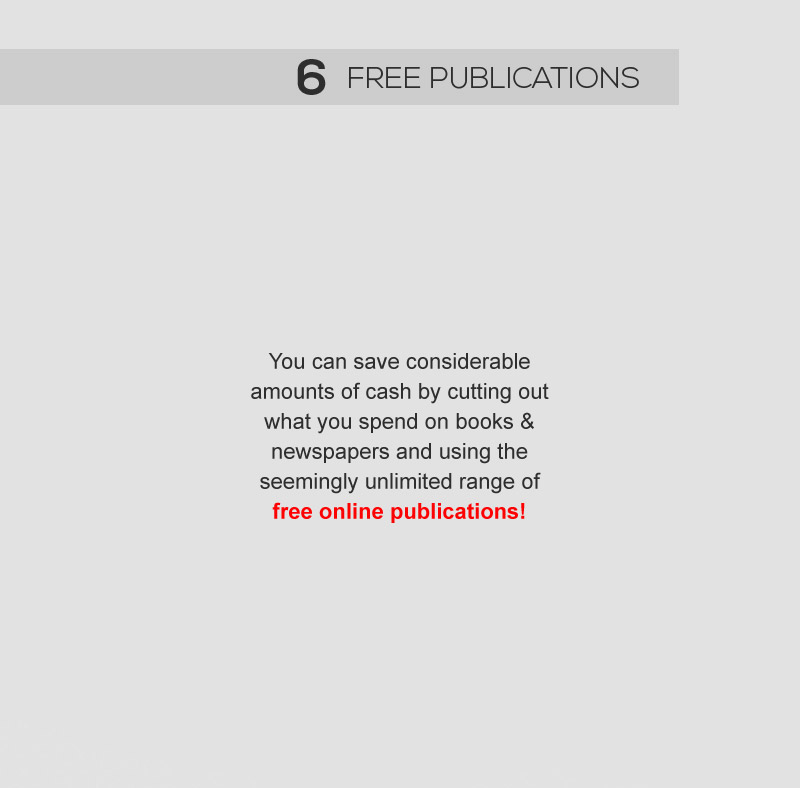 6 FREE PUBLICATIONS
You can save considerable
amounts of cash by cutting out
what you spend on books &
newspapers and using the
seemingly unlimited range of
free online publications!